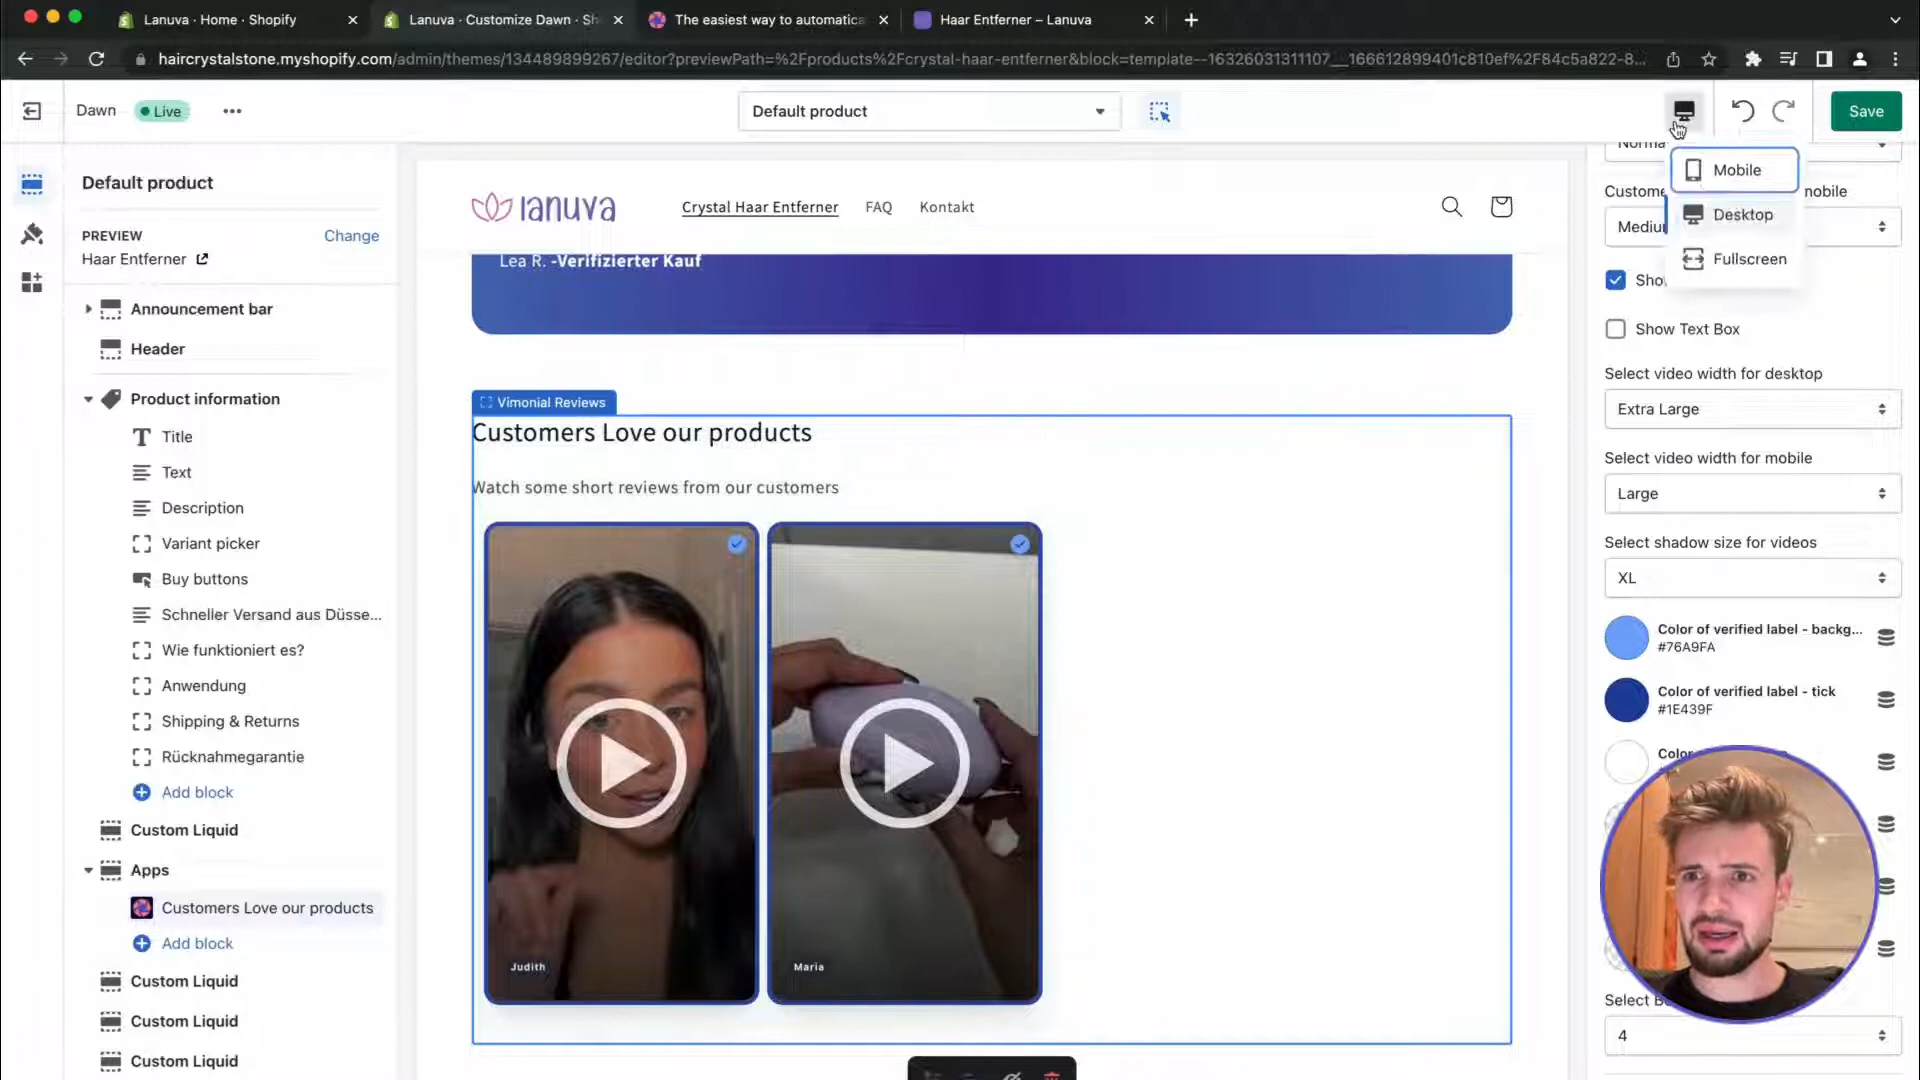 Lanuva · Home · Shopify
Lanuva · Customize Dawn · Sh
The easiest way to automatica
Haar Entferner – Lanuva
haircrystalstone.myshopify.com/admin/themes/134489899267/editor?previewPath=%2Fproducts%2Fcrystal-haar-entferner&block=template--16326031311107__166612899401c810ef%2F84c5a822-8...
Dawn
Live
Default product
Save
Mobile
Desktop
Fullscreen
Default product
PREVIEW
Change
Haar Entferner
Announcement bar
Header
Product information
Title
Text
Description
Variant picker
Buy buttons
Schneller Versand aus Düsse...
Wie funktioniert es?
Anwendung
Shipping & Returns
Rücknahmegarantie
Add block
Custom Liquid
Apps
Customers Love our products
Add block
Custom Liquid
Custom Liquid
Custom Liquid
lanuva
Crystal Haar Entferner
FAQ
Kontakt
Lea R. -Verifizierter Kauf
Vimonial Reviews
Customers Love our products
Watch some short reviews from our customers
Judith
Maria
mobile
Show Text Box
Select video width for desktop
Extra Large
Select video width for mobile
Large
Select shadow size for videos
XL
Color of verified label - backg...
#76A9FA
Color of verified label - tick
#1E439F
Select
4